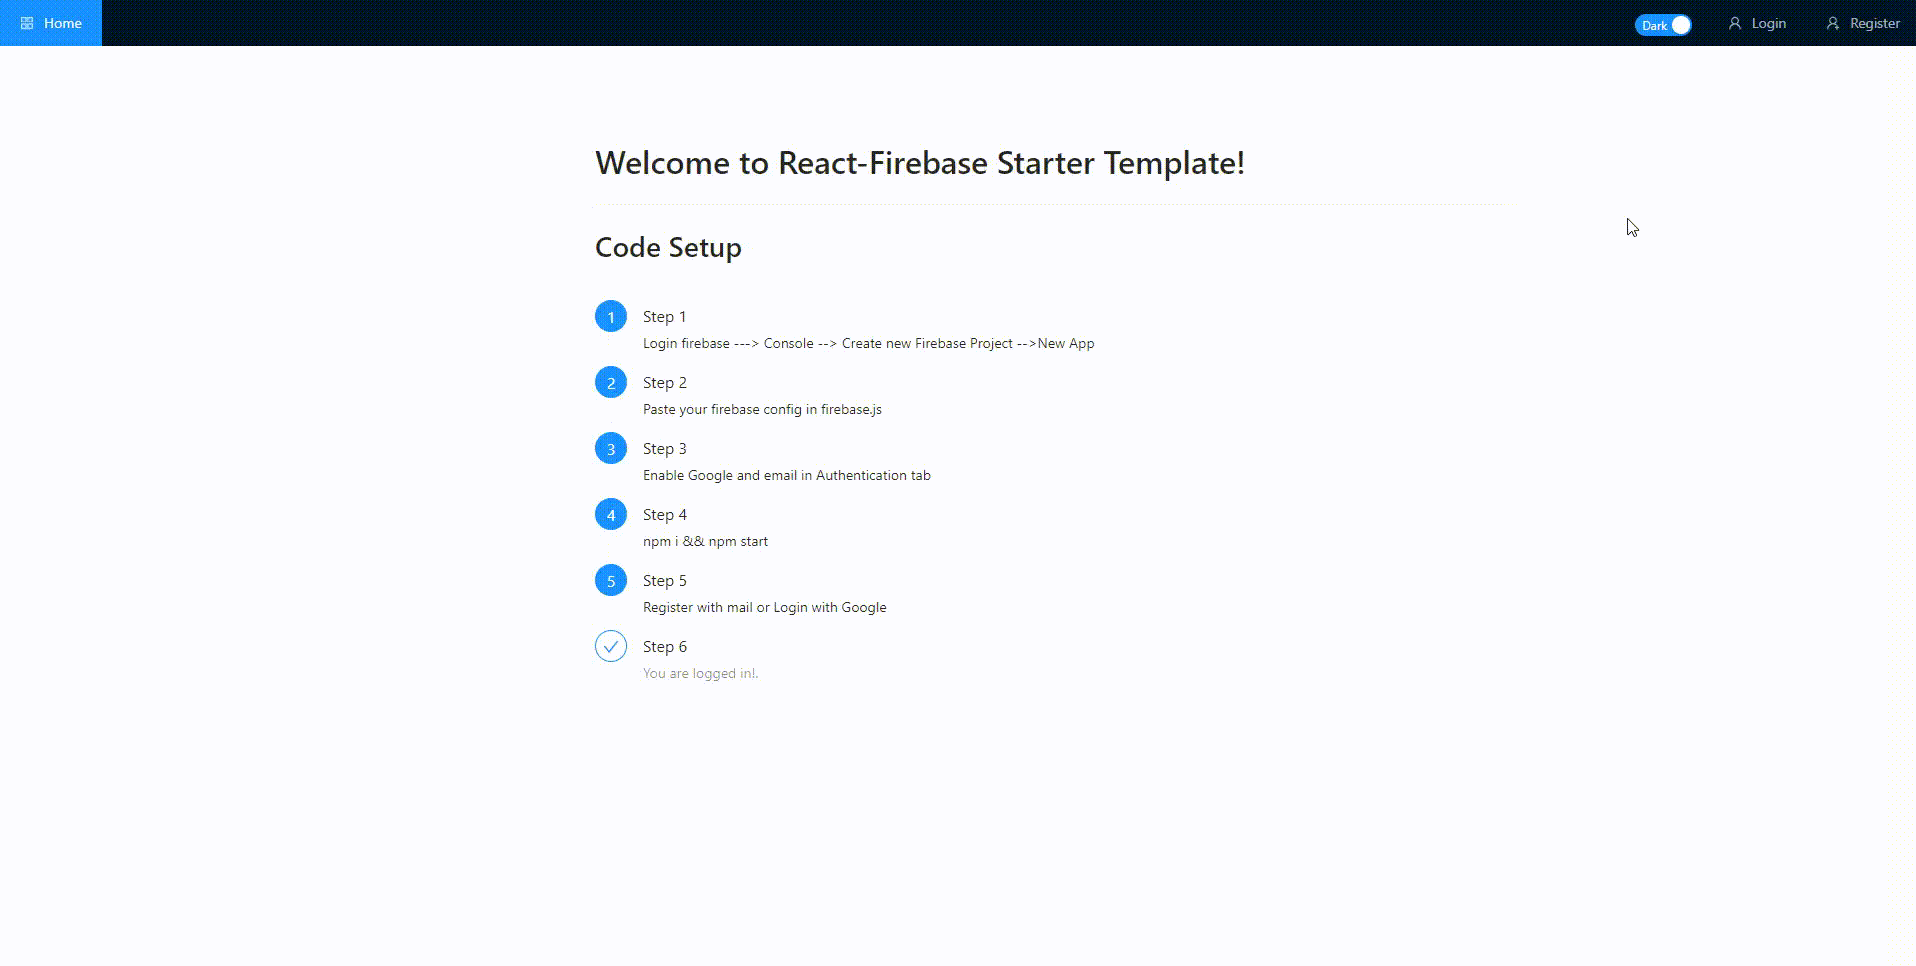 Home
Dark
Login
Register
Welcome to React-Firebase Starter Template!
Code Setup
1
Step 1
Login firebase ---> Console --> Create new Firebase Project -->New App
2
Step 2
Paste your firebase config in firebase.js
3
Step 3
Enable Google and email in Authentication tab
4
Step 4
npm i && npm start
5
Step 5
Register with mail or Login with Google
Step 6
You are logged in!.